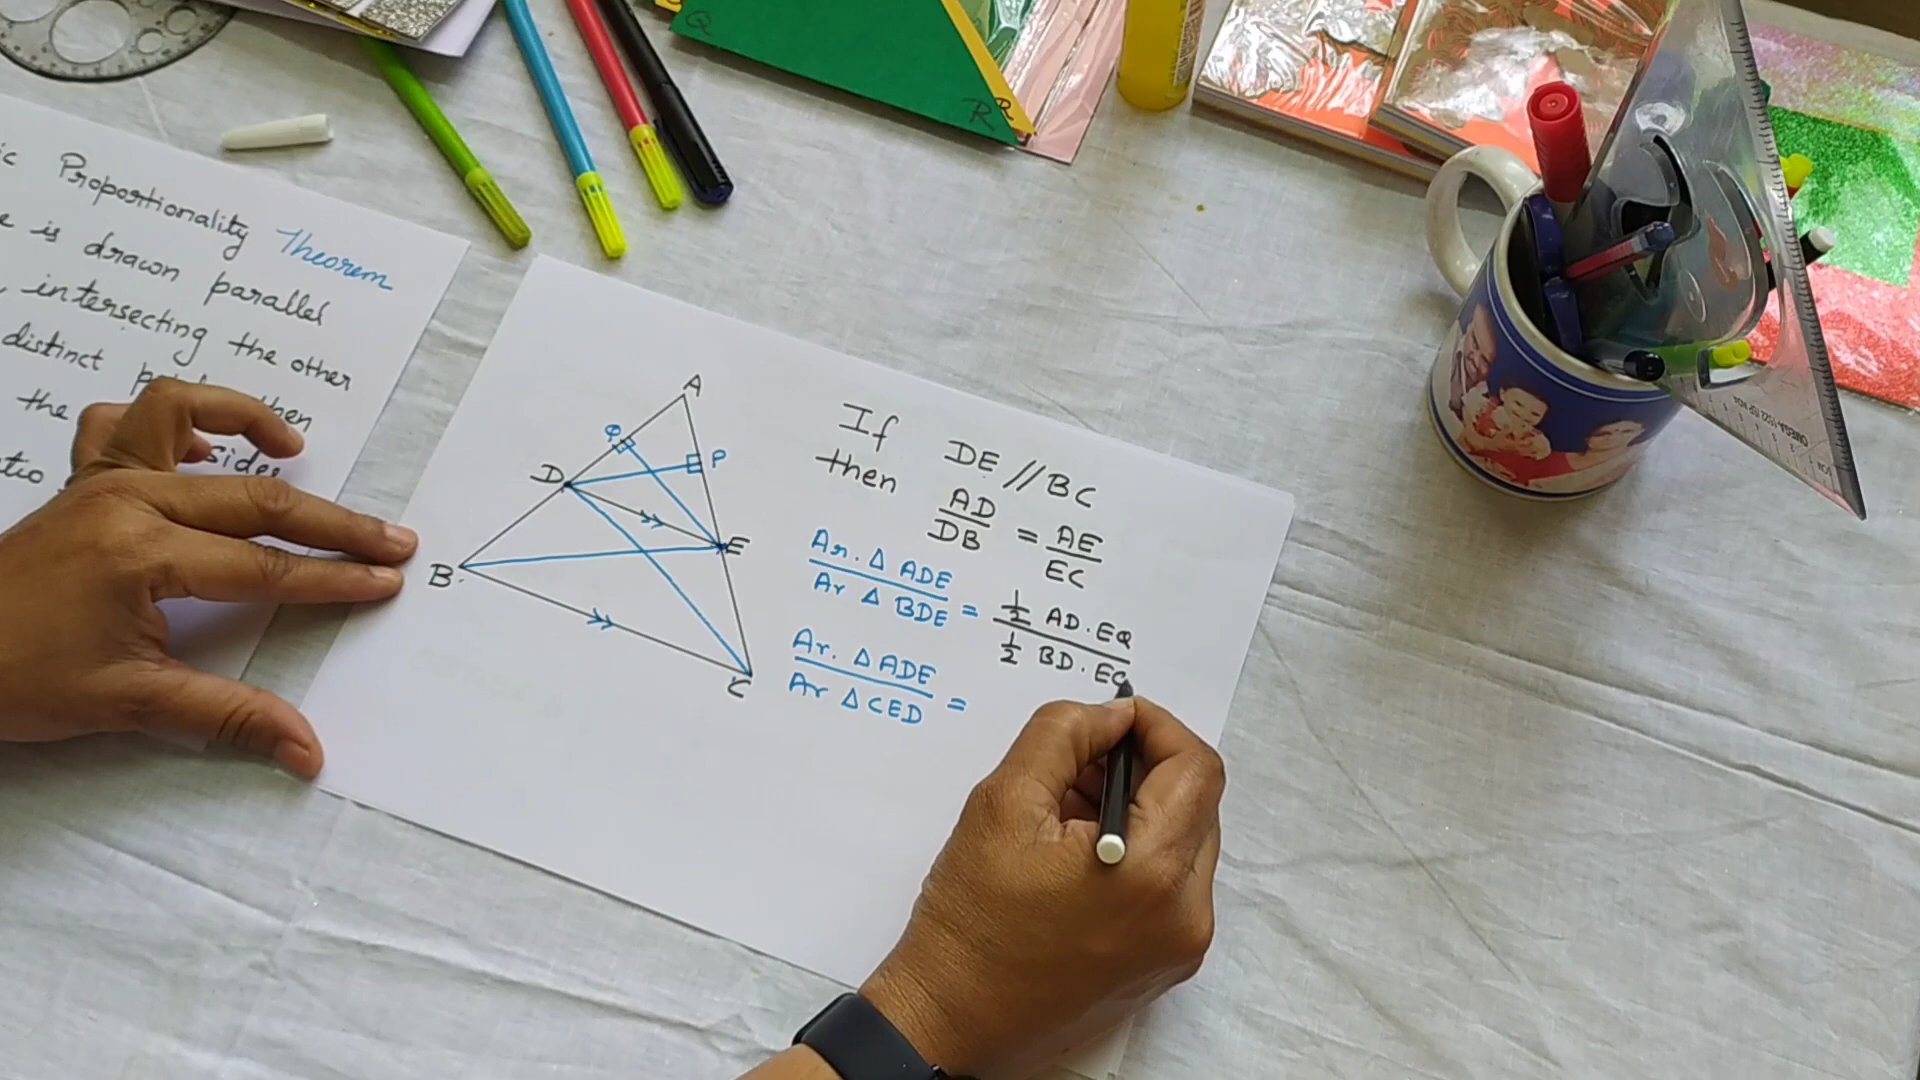 Proportionality Theorem
is drawn parallel
intersecting the other
distinct then
the sides
Q
R
R
A
Q
P
D
E
B
C
If DE // BC
then AD/DB = AE/EC
Ar. Δ ADE / Ar Δ BDE = 1/2 AD . EQ / 1/2 BD . EQ
Ar. Δ ADE / Ar Δ CED =